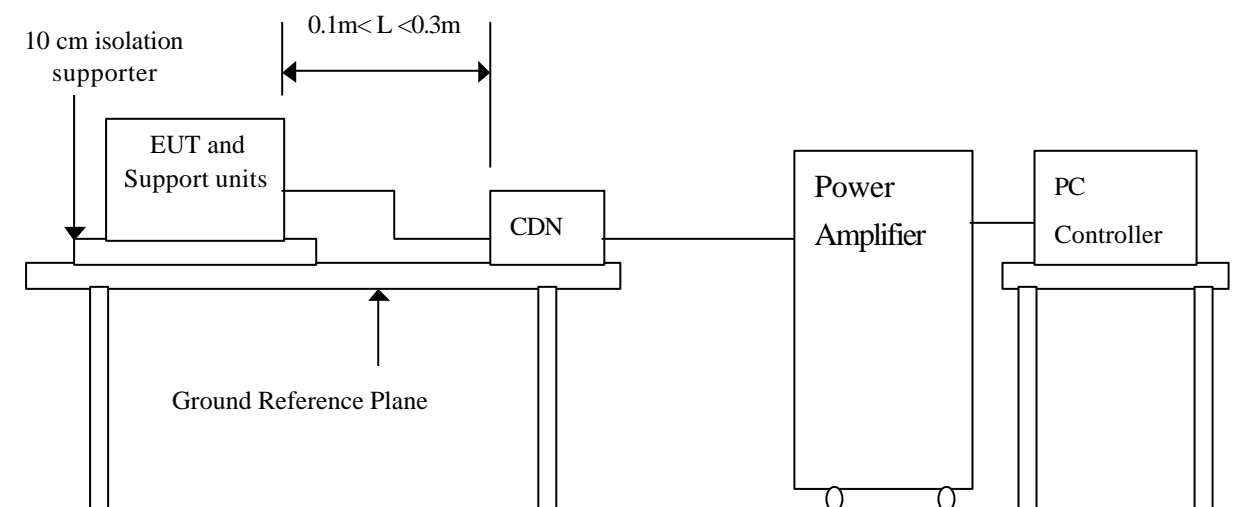 0.1m< L <0.3m
10 cm isolation
supporter
EUT and
Support units
CDN
Power
Amplifier
PC
Controller
Ground Reference Plane